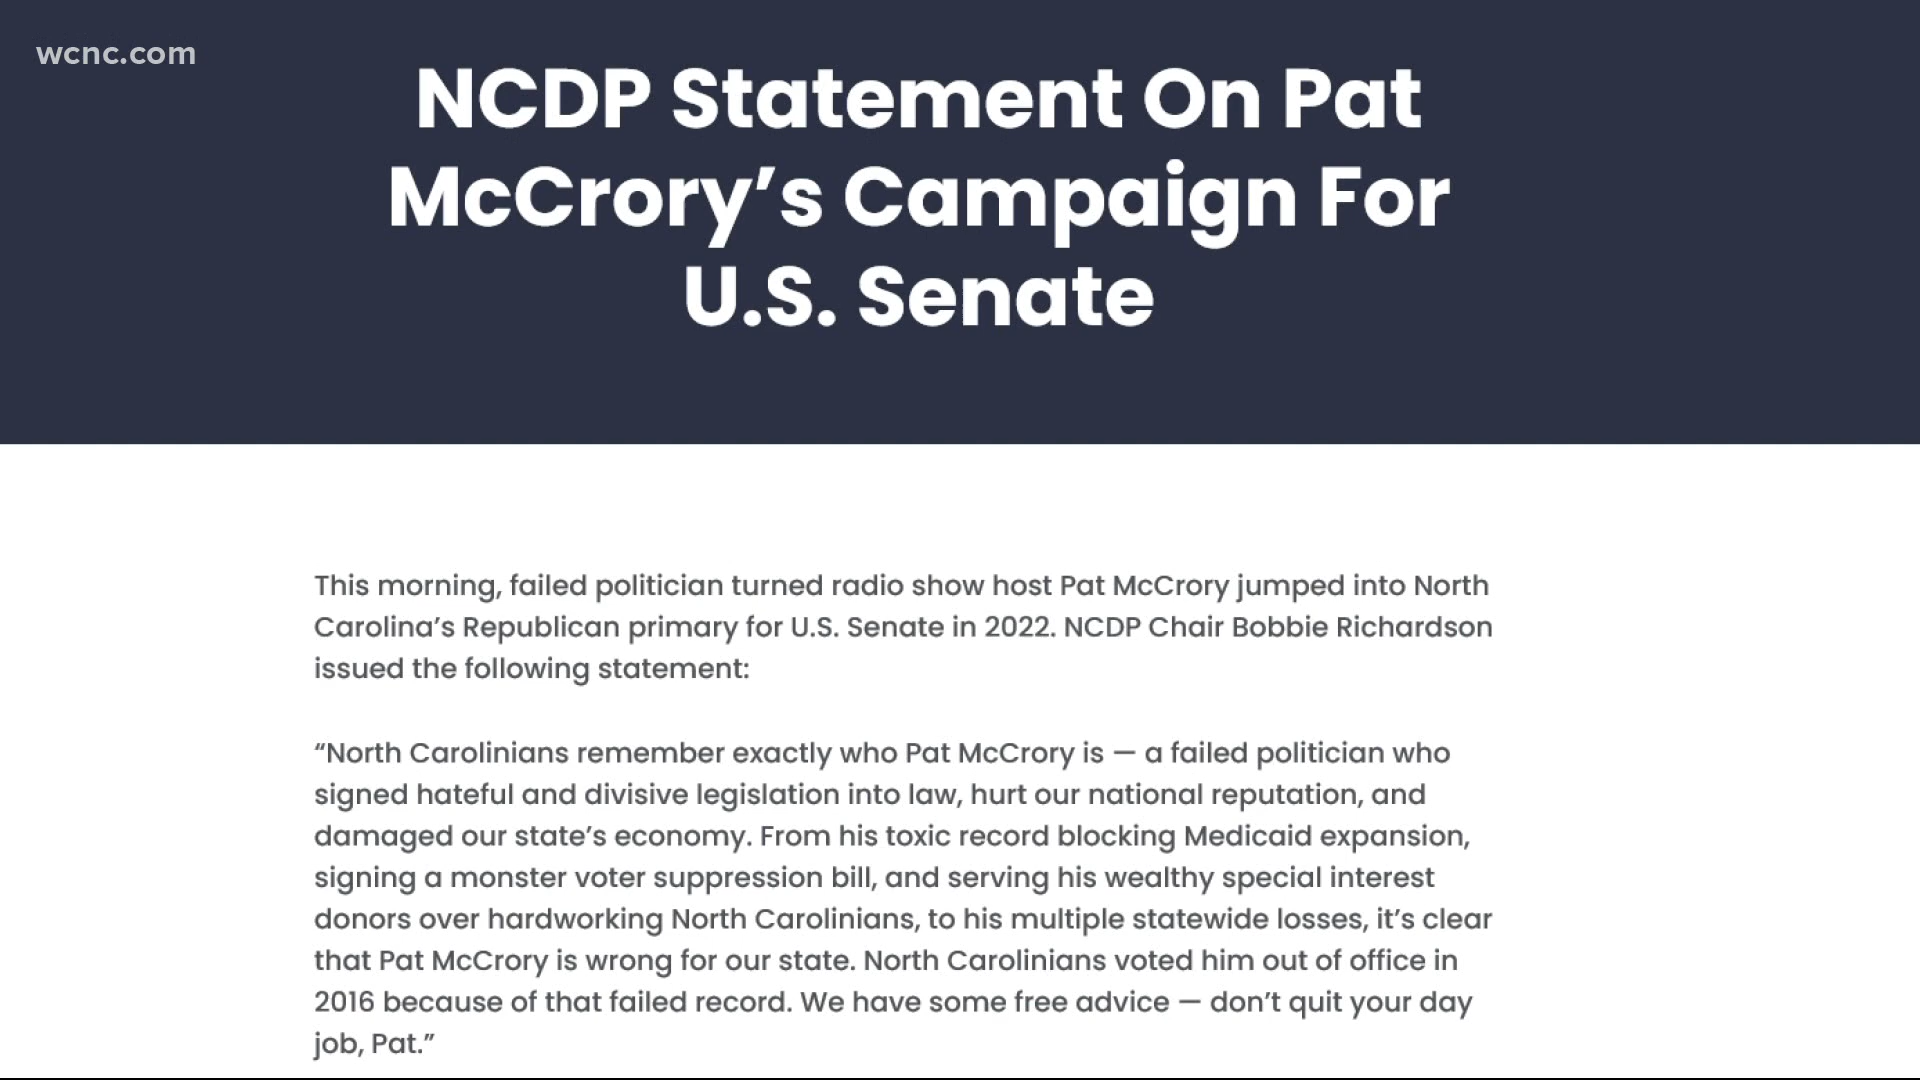 wcnc.com
NCDP Statement On Pat
McCrory’s Campaign For
U.S. Senate
This morning, failed politician turned radio show host Pat McCrory jumped into North
Carolina’s Republican primary for U.S. Senate in 2022. NCDP Chair Bobbie Richardson
issued the following statement:
“North Carolinians remember exactly who Pat McCrory is — a failed politician who
signed hateful and divisive legislation into law, hurt our national reputation, and
damaged our state’s economy. From his toxic record blocking Medicaid expansion,
signing a monster voter suppression bill, and serving his wealthy special interest
donors over hardworking North Carolinians, to his multiple statewide losses, it’s clear
that Pat McCrory is wrong for our state. North Carolinians voted him out of office in
2016 because of that failed record. We have some free advice — don’t quit your day
job, Pat.”